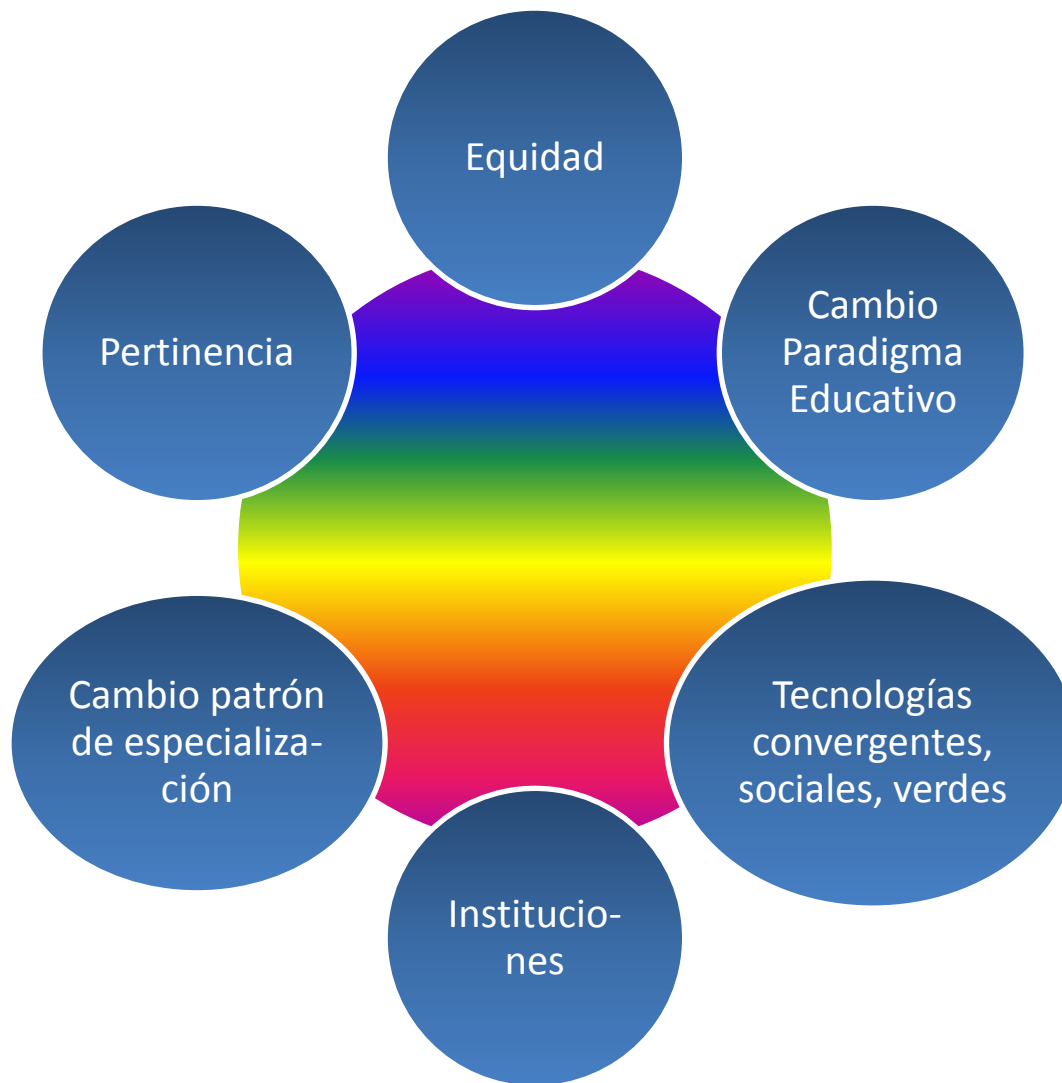 Equidad
Cambio
Paradigma
Educativo
Tecnologías
convergentes,
sociales, verdes
Institucio-
nes
Cambio patrón
de especializa-
ción
Pertinencia